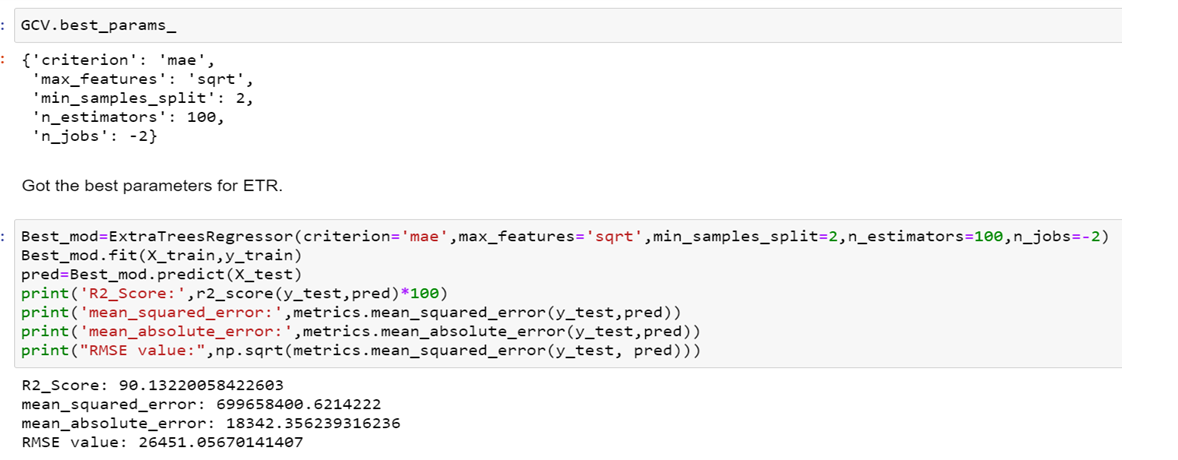 : GCV.best_params_
: {'criterion': 'mae',
'max_features': 'sqrt',
'min_samples_split': 2,
'n_estimators': 100,
'n_jobs': -2}
Got the best parameters for ETR.
: Best_mod=ExtraTreesRegressor(criterion='mae',max_features='sqrt',min_samples_split=2,n_estimators=100,n_jobs=-2)
Best_mod.fit(X_train,y_train)
pred=Best_mod.predict(X_test)
print('R2_Score:',r2_score(y_test,pred)*100)
print('mean_squared_error:',metrics.mean_squared_error(y_test,pred))
print('mean_absolute_error:',metrics.mean_absolute_error(y_test,pred))
print("RMSE value:",np.sqrt(metrics.mean_squared_error(y_test, pred)))
R2_Score: 90.13220058422603
mean_squared_error: 699658400.6214222
mean_absolute_error: 18342.356239316236
RMSE value: 26451.05670141407